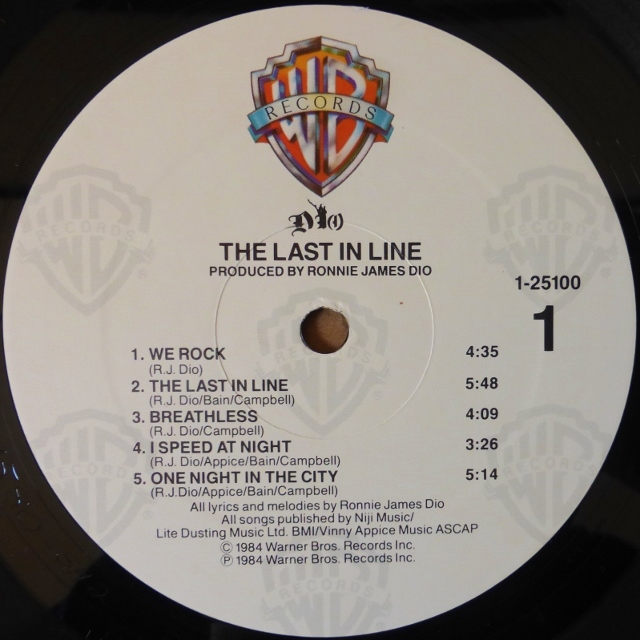 WB
RECORDS
DIO
THE LAST IN LINE
PRODUCED BY RONNIE JAMES DIO
1-25100
1
1. WE ROCK 4:35
(R.J. Dio)
2. THE LAST IN LINE 5:48
(R.J. Dio/Bain/Campbell)
3. BREATHLESS 4:09
(R.J. Dio/Campbell)
4. I SPEED AT NIGHT 3:26
(R.J. Dio/Appice/Bain/Campbell)
5. ONE NIGHT IN THE CITY 5:14
(R.J.Dio/Appice/Bain/Campbell)
All lyrics and melodies by Ronnie James Dio
All songs published by Niji Music/
Lite Dusting Music Ltd. BMI/Vinny Appice Music ASCAP
© 1984 Warner Bros. Records Inc.
℗ 1984 Warner Bros. Records Inc.